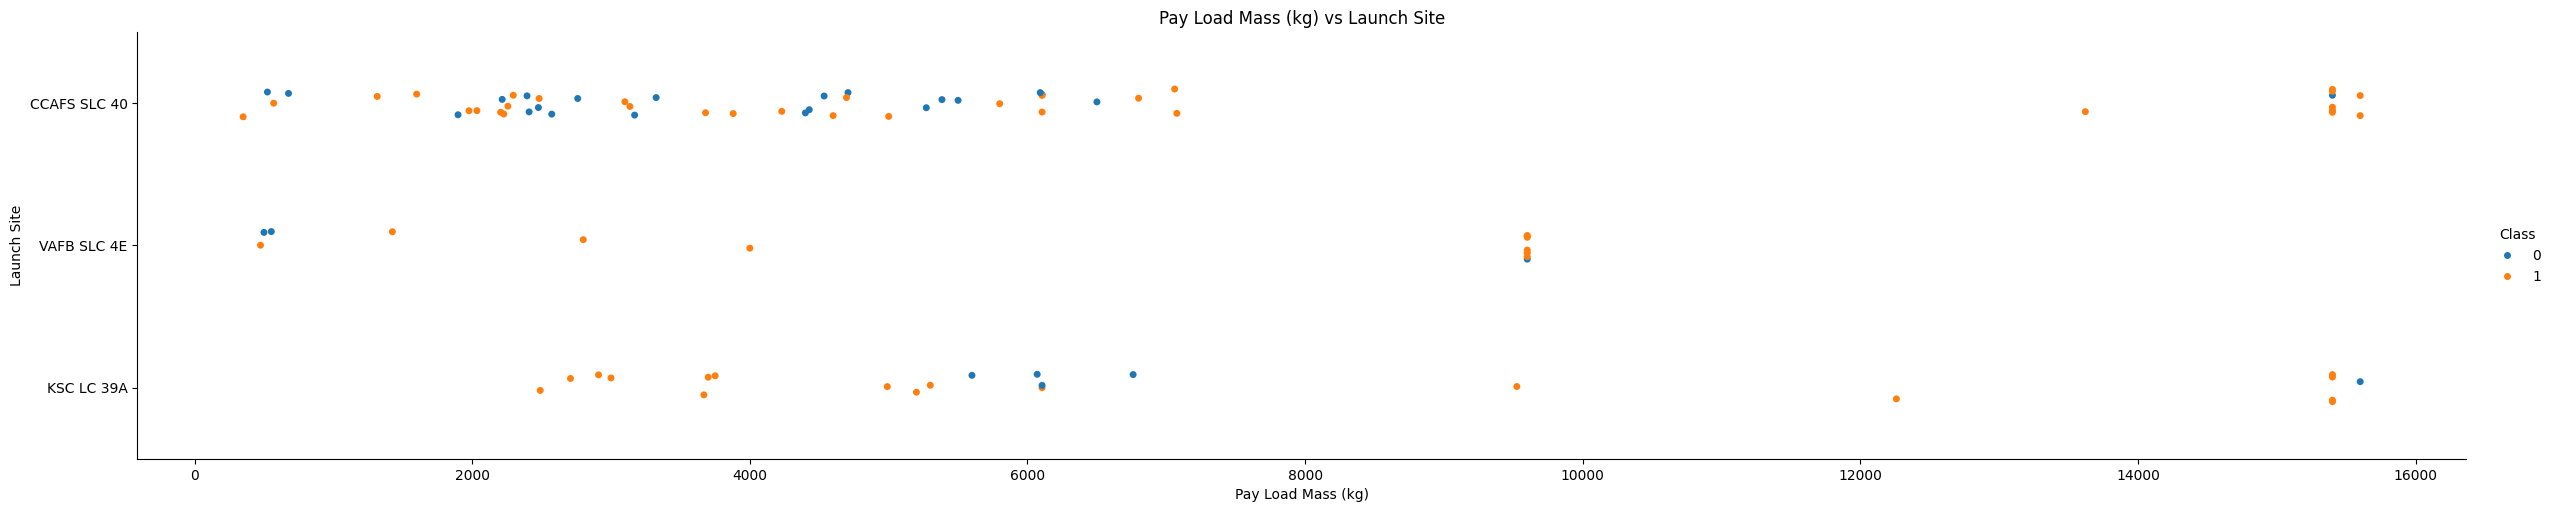 Pay Load Mass (kg) vs Launch Site
Launch Site
CCAFS SLC 40
VAFB SLC 4E
KSC LC 39A
0 2000 4000 6000 8000 10000 12000 14000 16000
Pay Load Mass (kg)
Class
0
1